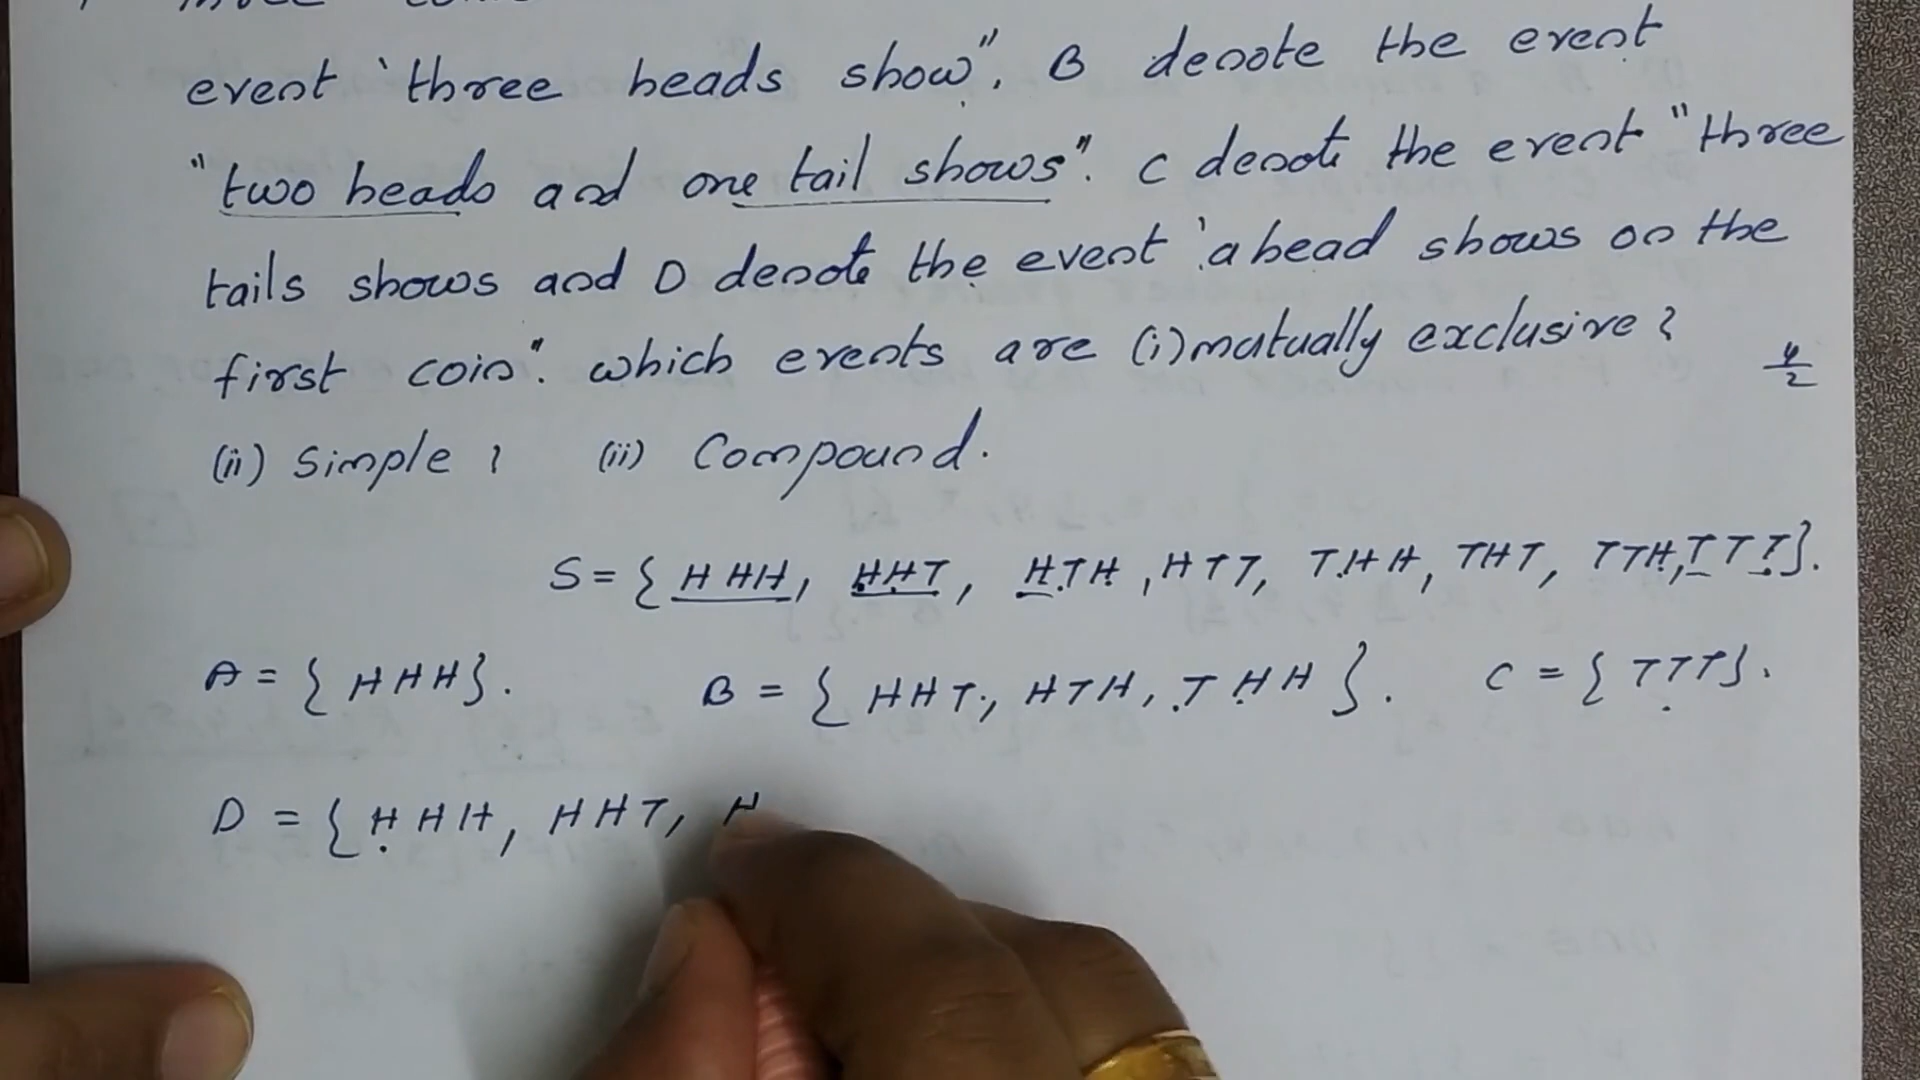 event 'three heads show". B denote the event
"two heads and one tail shows". C denote the event "three
tails shows and D denote the event 'a head shows on the
first coin". which events are (i) mutually exclusive?
(ii) Simple ? (iii) Compound.
S = { HHH, HHT, HTH, HTT, THH, THT, TTH, TTT}.
A = { HHH}. B = { HHT, HTH, THH }. C = { TTT}.
D = { HHH, HHT, H